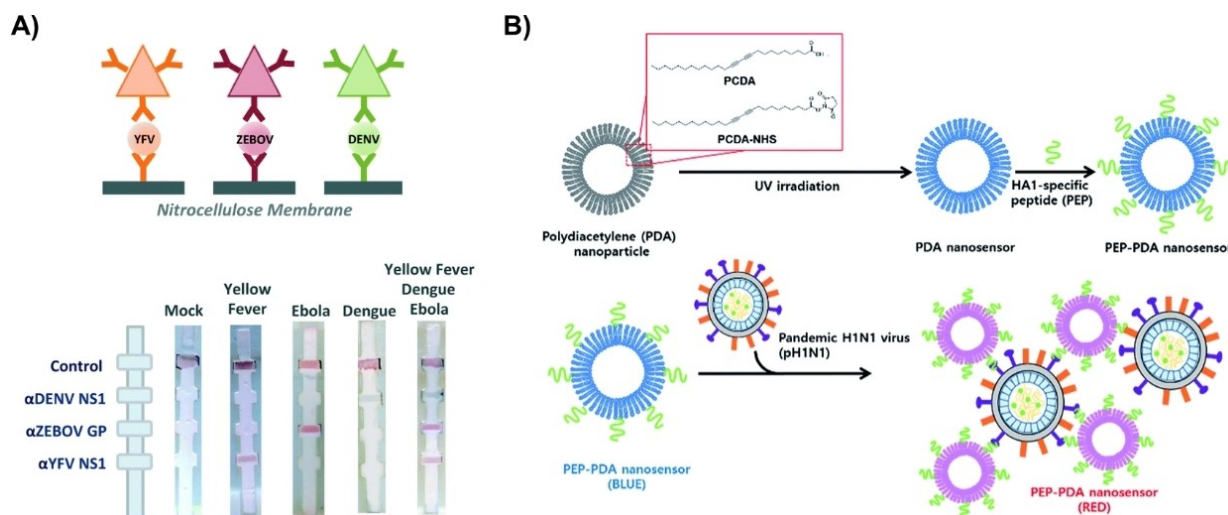 A)
YFV
ZEBOV
DENV
Nitrocellulose Membrane
Mock
Yellow
Fever
Ebola
Dengue
Yellow Fever
Dengue
Ebola
Control
αDENV NS1
αZEBOV GP
αYFV NS1
B)
OH
PCDA
PCDA-NHS
UV irradiation
HA1-specific
peptide (PEP)
Polydiacetylene (PDA)
nanoparticle
PDA nanosensor
PEP-PDA nanosensor
Pandemic H1N1 virus
(pH1N1)
PEP-PDA nanosensor
(BLUE)
PEP-PDA nanosensor
(RED)